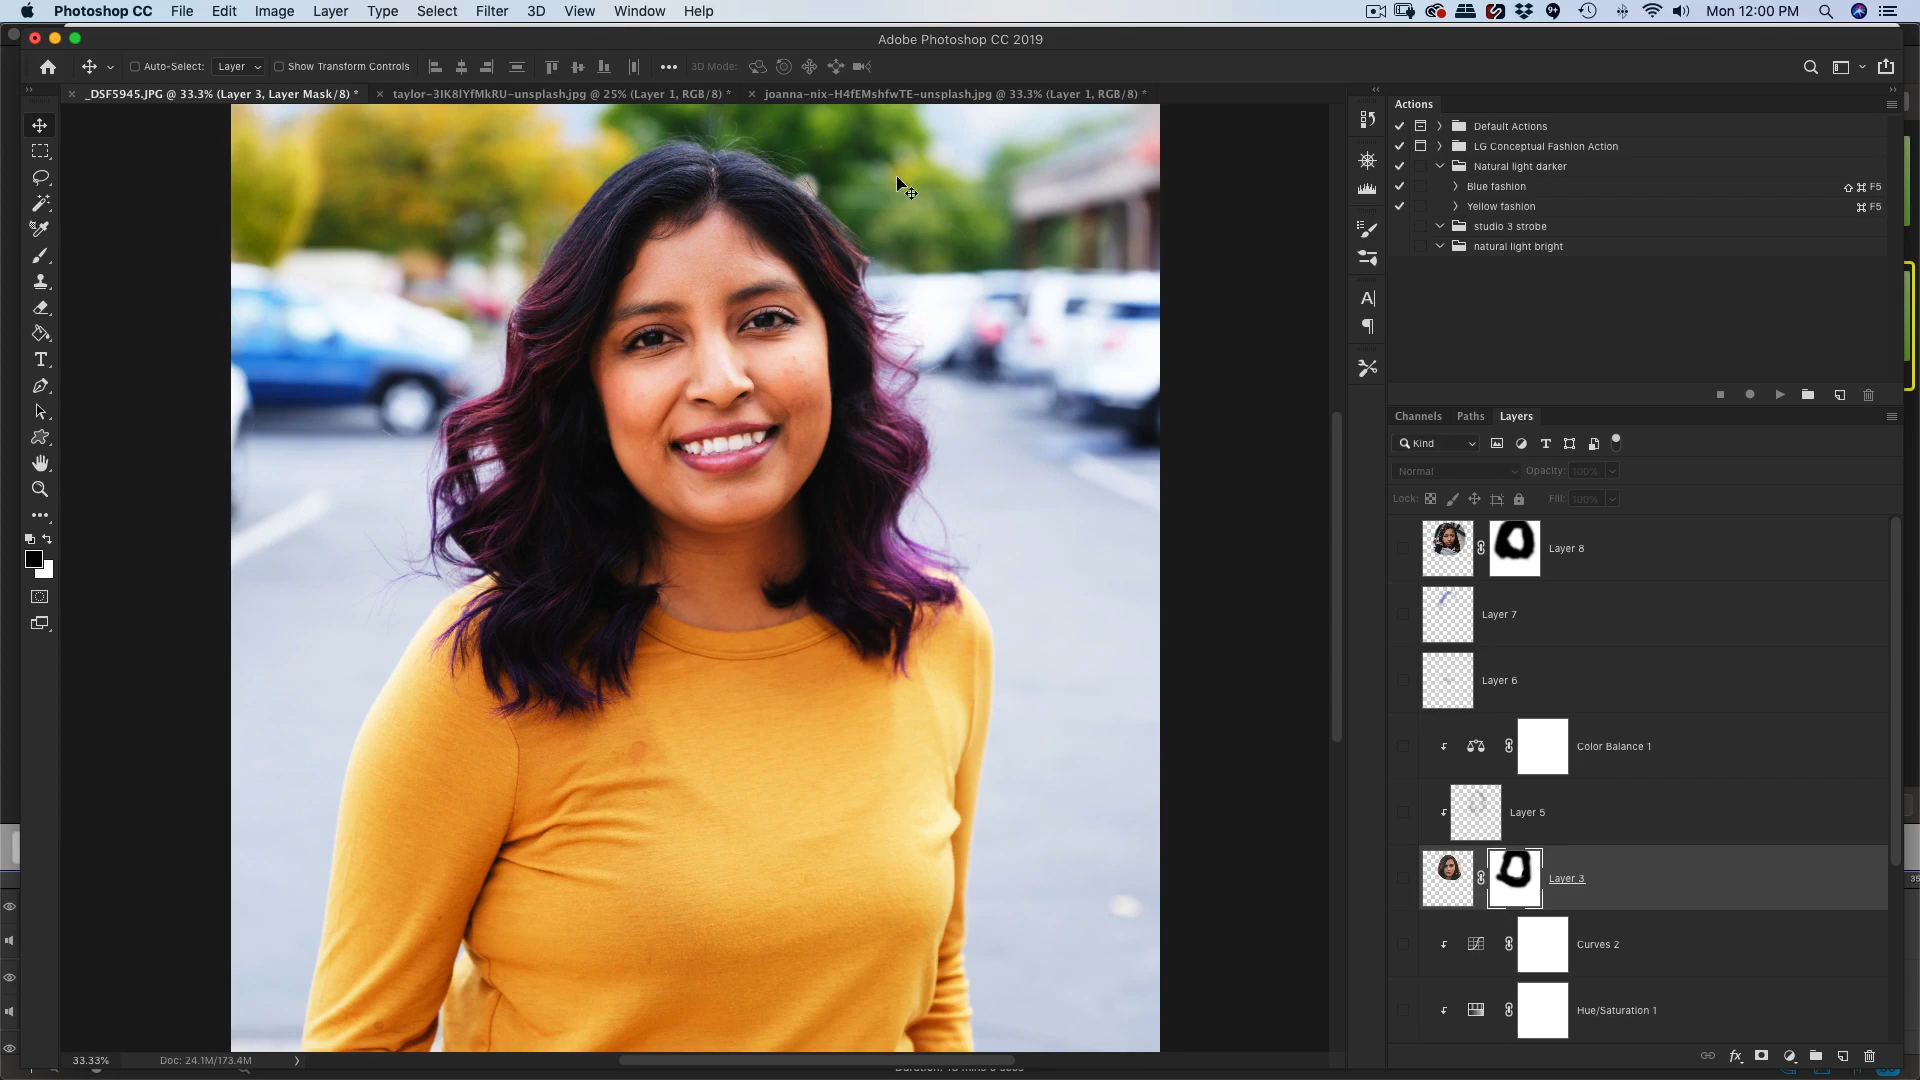 Photoshop CC File Edit Image Layer Type Select Filter 3D View Window Help
9+ Mon 12:00 PM
Adobe Photoshop CC 2019
Auto-Select: Layer Show Transform Controls 3D Mode:
_DSF5945.JPG @ 33.3% (Layer 3, Layer Mask/8) * taylor-3IK8lYfMkRU-unsplash.jpg @ 25% (Layer 1, RGB/8) * joanna-nix-H4fEMshfwTE-unsplash.jpg @ 33.3% (Layer 1, RGB/8) *
Actions
Default Actions
LG Conceptual Fashion Action
Natural light darker
Blue fashion ⇧⌘F5
Yellow fashion ⌘F5
studio 3 strobe
natural light bright
Channels Paths Layers
Kind
Normal Opacity: 100%
Lock: Fill: 100%
Layer 8
Layer 7
Layer 6
Color Balance 1
Layer 5
Layer 3
Curves 2
Hue/Saturation 1
33.33% Doc: 24.1M/173.4M